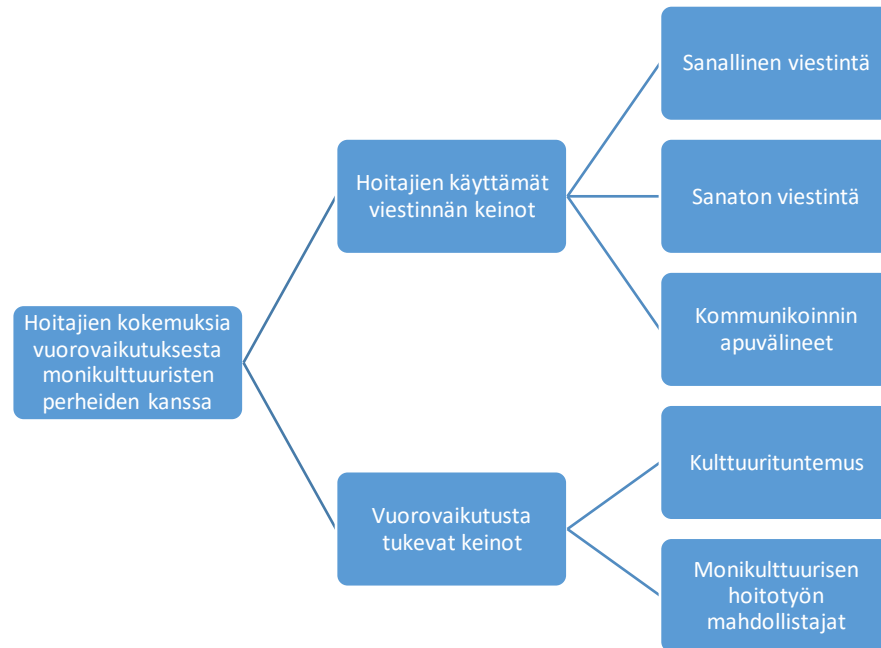 Hoitajien kokemuksia
vuorovaikutuksesta
monikulttuuristen
perheiden kanssa
Hoitajien käyttämät
viestinnän keinot
Sanallinen viestintä
Sanaton viestintä
Kommunikoinnin
apuvälineet
Vuorovaikutusta
tukevat keinot
Kulttuurituntemus
Monikulttuurisen
hoitotyön
mahdollistajat